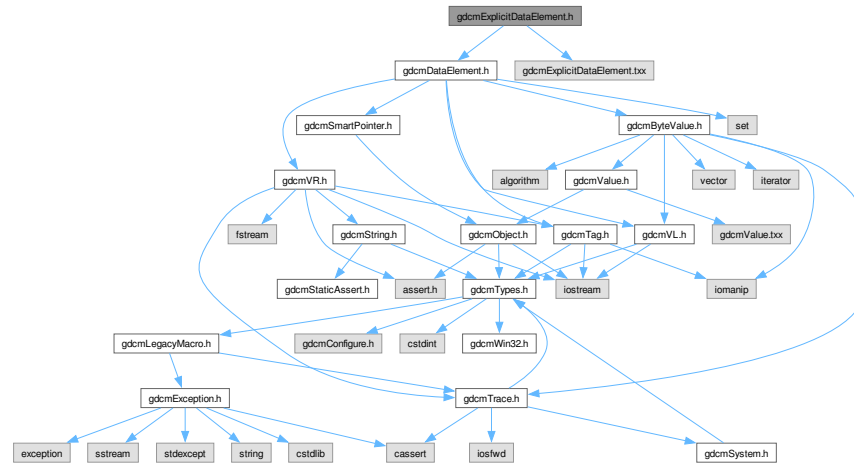 gdcmExplicitDataElement.h
gdcmDataElement.h
gdcmExplicitDataElement.txx
gdcmSmartPointer.h
gdcmByteValue.h
set
gdcmVR.h
algorithm
gdcmValue.h
vector
iterator
fstream
gdcmString.h
gdcmObject.h
gdcmTag.h
gdcmVL.h
gdcmValue.txx
gdcmStaticAssert.h
assert.h
gdcmTypes.h
iostream
iomanip
gdcmLegacyMacro.h
gdcmConfigure.h
cstdint
gdcmWin32.h
gdcmException.h
gdcmTrace.h
exception
sstream
stdexcept
string
cstdlib
cassert
iosfwd
gdcmSystem.h